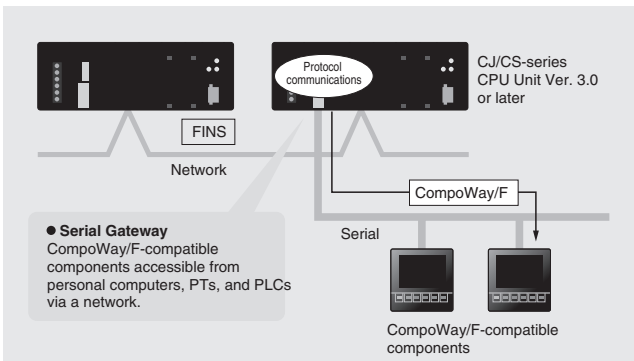 Protocol
communications
CJ/CS-series
CPU Unit Ver. 3.0
or later
FINS
Network
CompoWay/F
● Serial Gateway
CompoWay/F-compatible
components accessible from
personal computers, PTs, and PLCs
via a network.
Serial
CompoWay/F-compatible
components